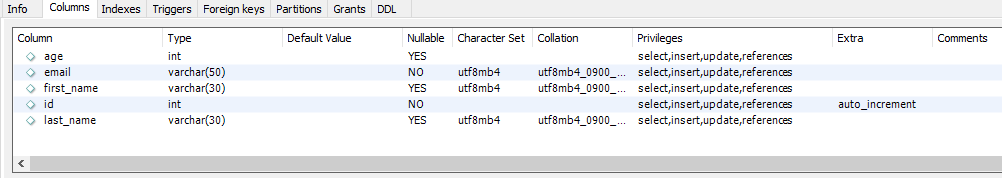 Info Columns Indexes Triggers Foreign keys Partitions Grants DDL
Column Type Default Value Nullable Character Set Collation Privileges Extra Comments
age int YES select,insert,update,references
email varchar(50) NO utf8mb4 utf8mb4_0900_... select,insert,update,references
first_name varchar(30) YES utf8mb4 utf8mb4_0900_... select,insert,update,references
id int NO select,insert,update,references auto_increment
last_name varchar(30) YES utf8mb4 utf8mb4_0900_... select,insert,update,references